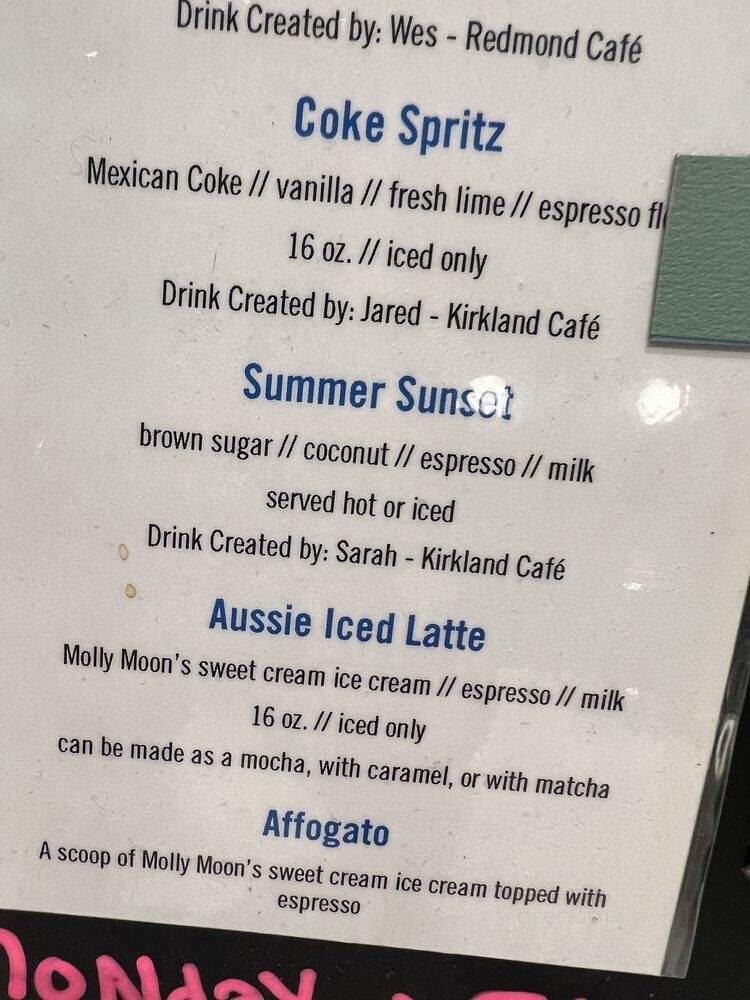 Drink Created by: Wes - Redmond Café
Coke Spritz
Mexican Coke // vanilla // fresh lime // espresso
16 oz. // iced only
Drink Created by: Jared - Kirkland Café
Summer Sunset
brown sugar // coconut // espresso // milk
served hot or iced
Drink Created by: Sarah - Kirkland Café
Aussie Iced Latte
Molly Moon's sweet cream ice cream // espresso // milk
16 oz. // iced only
can be made as a mocha, with caramel, or with matcha
Affogato
A scoop of Molly Moon's sweet cream ice cream topped with
espresso
Monday